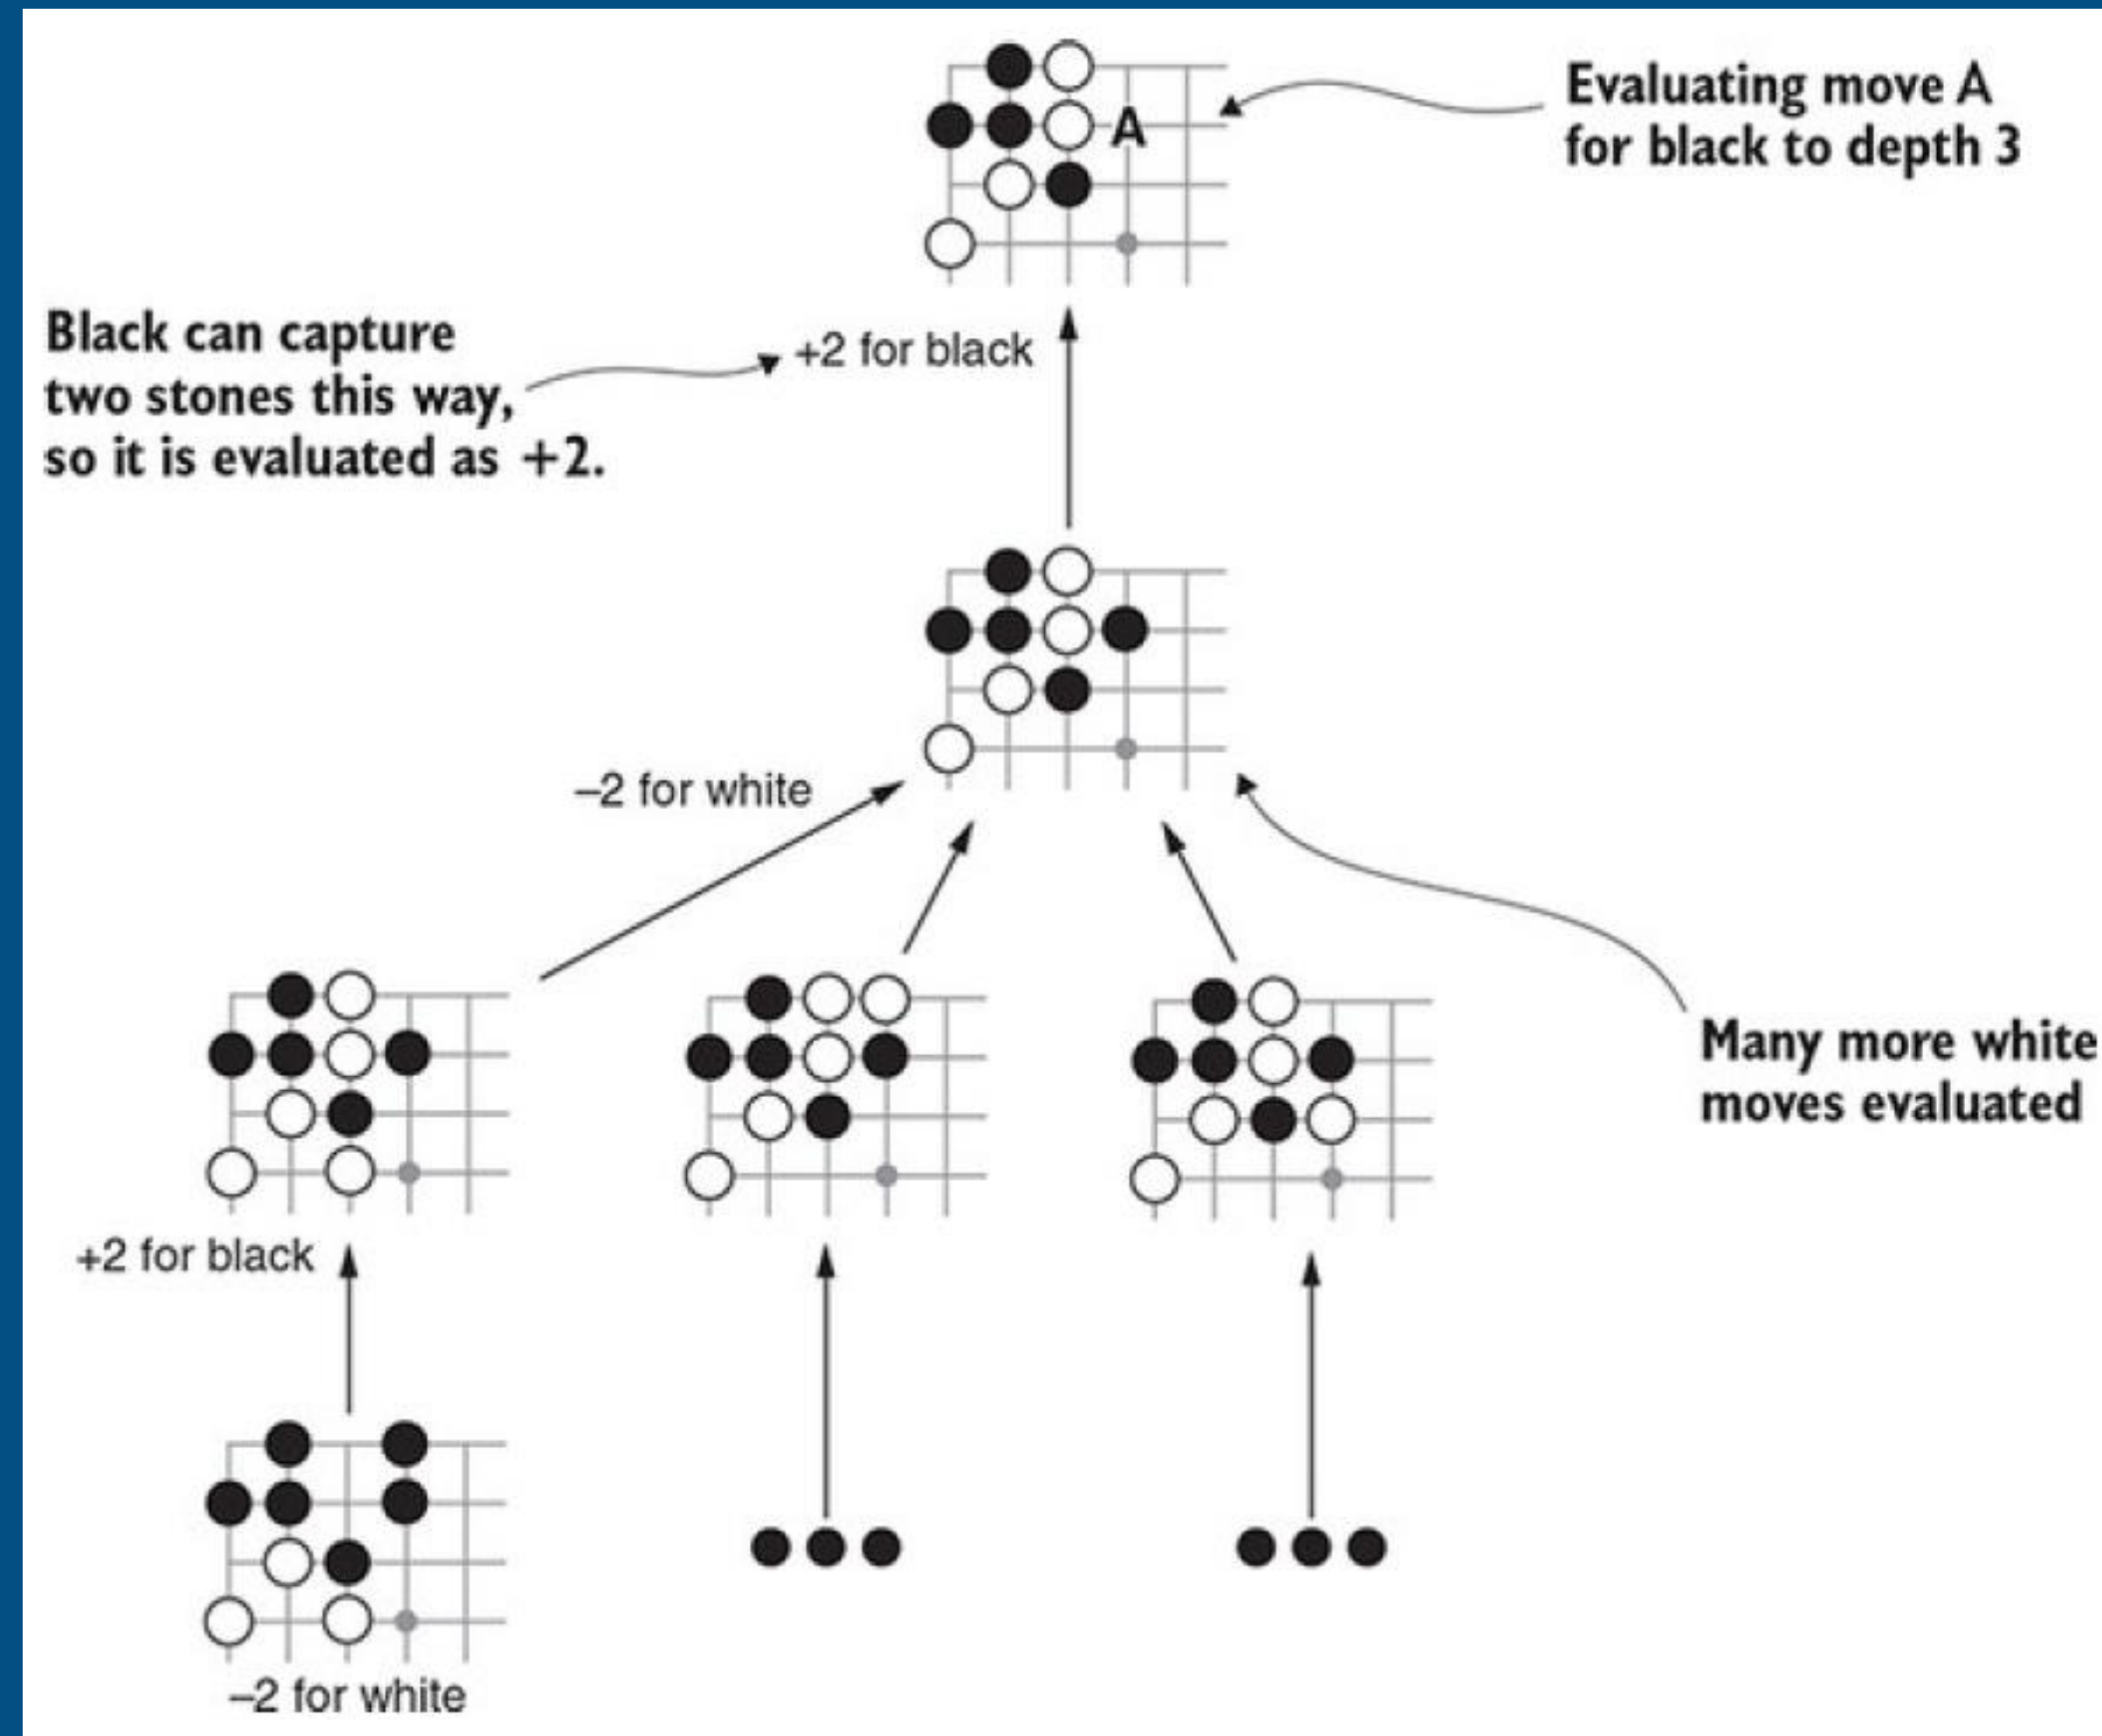 A
Evaluating move A
for black to depth 3
Black can capture
two stones this way,
so it is evaluated as +2.
+2 for black
–2 for white
Many more white
moves evaluated
+2 for black
–2 for white